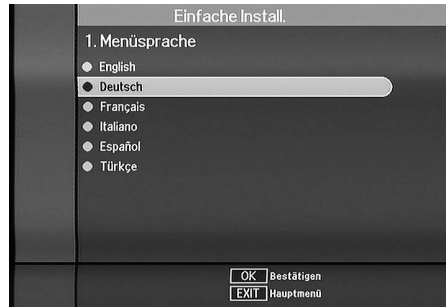 Einfache Install.
1. Menüsprache
English
Deutsch
Français
Italiano
Español
Türkçe
OK Bestätigen
EXIT Hauptmenü